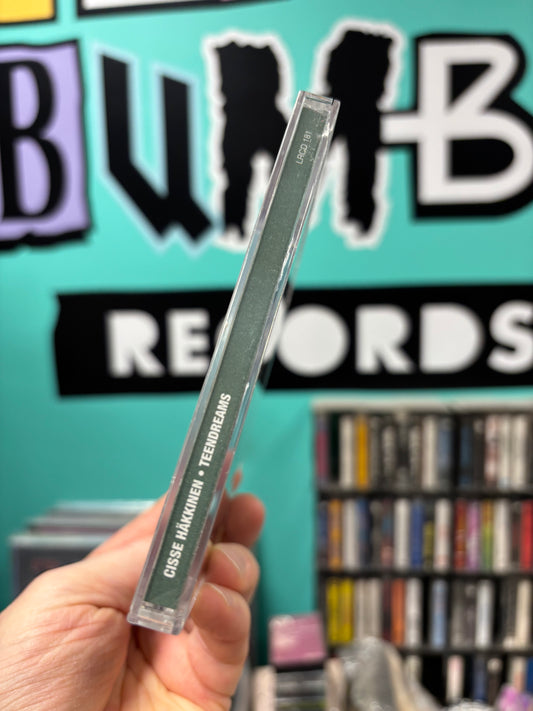 BUMB
RECORDS
LRCD 181
CISSE HÄKKINEN • TEENDREAMS